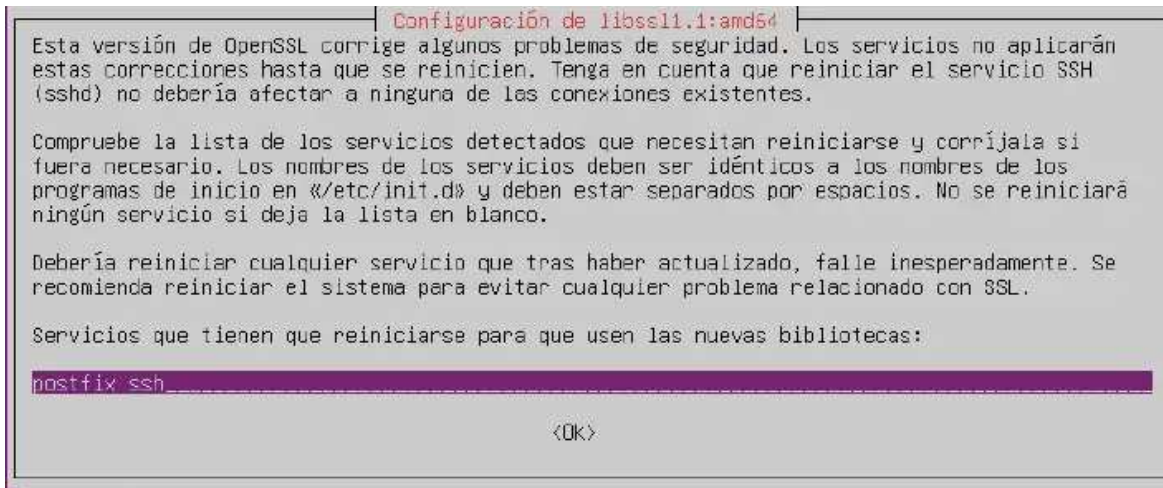 Configuración de libssl1.1:amd64
Esta versión de OpenSSL corrige algunos problemas de seguridad. Los servicios no aplicarán
estas correcciones hasta que se reinicien. Tenga en cuenta que reiniciar el servicio SSH
(sshd) no debería afectar a ninguna de las conexiones existentes.
Compruebe la lista de los servicios detectados que necesitan reiniciarse y corríjala si
fuera necesario. Los nombres de los servicios deben ser idénticos a los nombres de los
programas de inicio en «/etc/init.d» y deben estar separados por espacios. No se reiniciará
ningún servicio si deja la lista en blanco.
Debería reiniciar cualquier servicio que tras haber actualizado, falle inesperadamente. Se
recomienda reiniciar el sistema para evitar cualquier problema relacionado con SSL.
Servicios que tienen que reiniciarse para que usen las nuevas bibliotecas:
postfix ssh
<Ok>